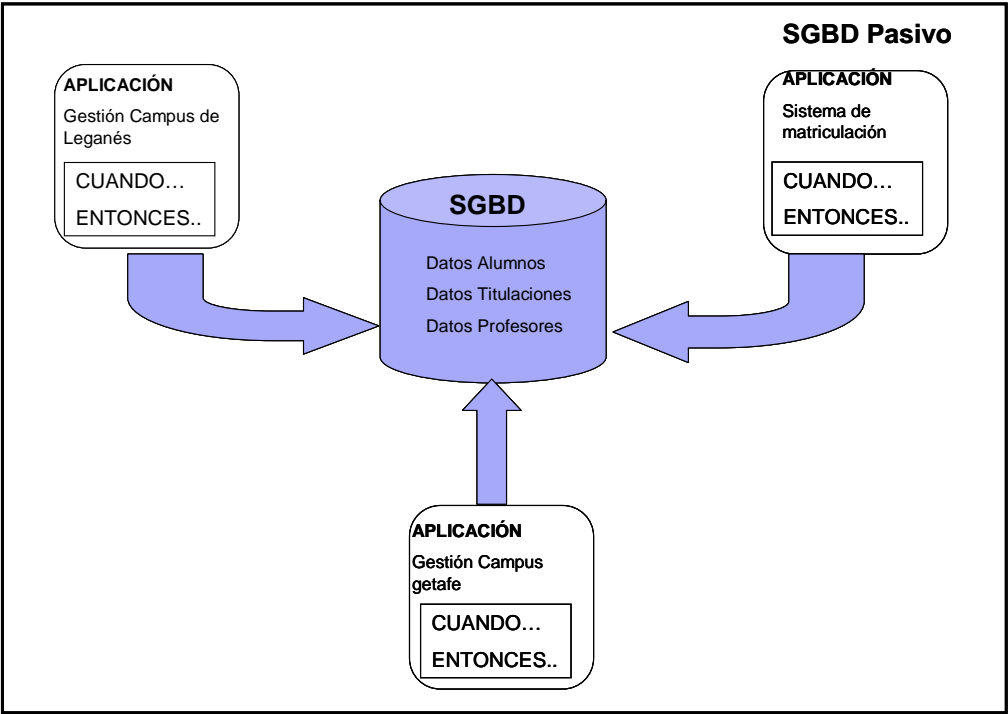 SGBD Pasivo
APLICACIÓN
Gestión Campus de
Leganés
CUANDO…
ENTONCES..
APLICACIÓN
Sistema de
matriculación
CUANDO…
ENTONCES..
SGBD
Datos Alumnos
Datos Titulaciones
Datos Profesores
APLICACIÓN
Gestión Campus
getafe
CUANDO…
ENTONCES..